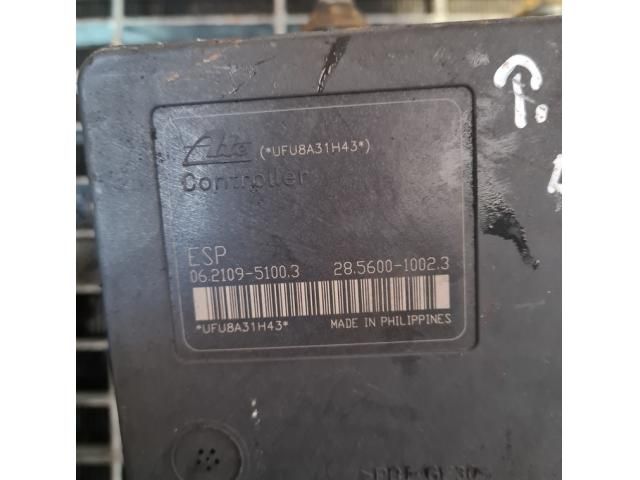 Ate (*UFU8A31H43*)
Controller
ESP
06.2109-5100.3 28.5600-1002.3
*UFU8A31H43* MADE IN PHILIPPINES